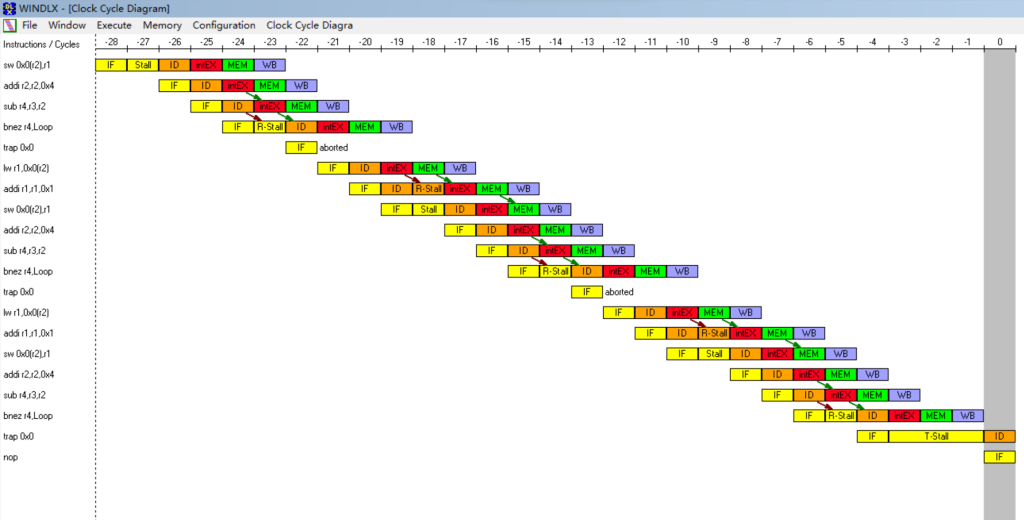 WINDLX - [Clock Cycle Diagram]
File Window Execute Memory Configuration Clock Cycle Diagra
Instructions / Cycles -28 -27 -26 -25 -24 -23 -22 -21 -20 -19 -18 -17 -16 -15 -14 -13 -12 -11 -10 -9 -8 -7 -6 -5 -4 -3 -2 -1 0
sw 0x0(r2),r1 IF Stall ID intEX MEM WB
addi r2,r2,0x4 IF ID intEX MEM WB
sub r4,r3,r2 IF ID intEX MEM WB
bnez r4,Loop IF R-Stall ID intEX MEM WB
trap 0x0 IF aborted
lw r1,0x0(r2) IF ID intEX MEM WB
addi r1,r1,0x1 IF ID R-Stall intEX MEM WB
sw 0x0(r2),r1 IF Stall ID intEX MEM WB
addi r2,r2,0x4 IF ID intEX MEM WB
sub r4,r3,r2 IF ID intEX MEM WB
bnez r4,Loop IF R-Stall ID intEX MEM WB
trap 0x0 IF aborted
lw r1,0x0(r2) IF ID intEX MEM WB
addi r1,r1,0x1 IF ID R-Stall intEX MEM WB
sw 0x0(r2),r1 IF Stall ID intEX MEM WB
addi r2,r2,0x4 IF ID intEX MEM WB
sub r4,r3,r2 IF ID intEX MEM WB
bnez r4,Loop IF R-Stall ID intEX MEM WB
trap 0x0 IF T-Stall ID
nop IF